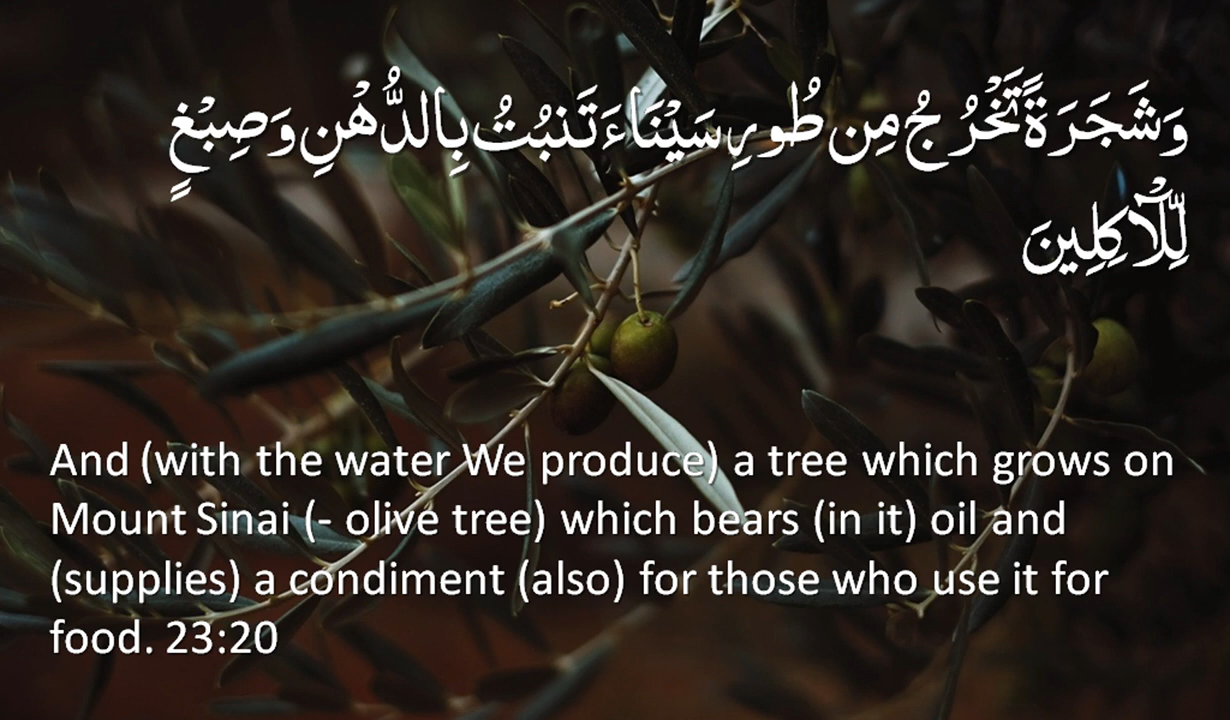 وَشَجَرَةً تَخْرُجُ مِن طُورِ سَيْنَاءَ تَنبُتُ بِالدُّهْنِ وَصِبْغٍ
لِّلْآكِلِينَ
And (with the water We produce) a tree which grows on
Mount Sinai (- olive tree) which bears (in it) oil and
(supplies) a condiment (also) for those who use it for
food. 23:20